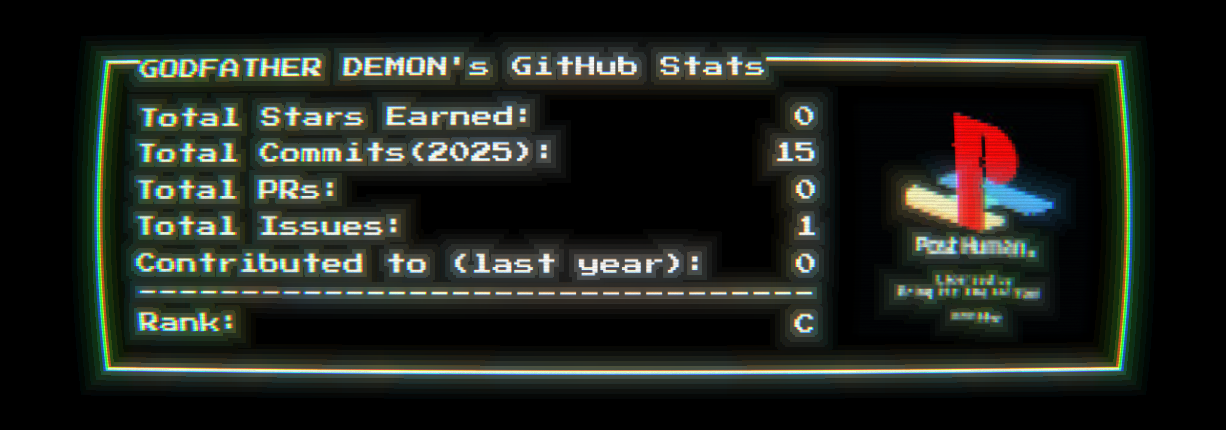 GODFATHER DEMON's GitHub Stats
Total Stars Earned: 0
Total Commits(2025): 15
Total PRs: 0
Total Issues: 1
Contributed to (last year): 0
Rank: C
Post Human.